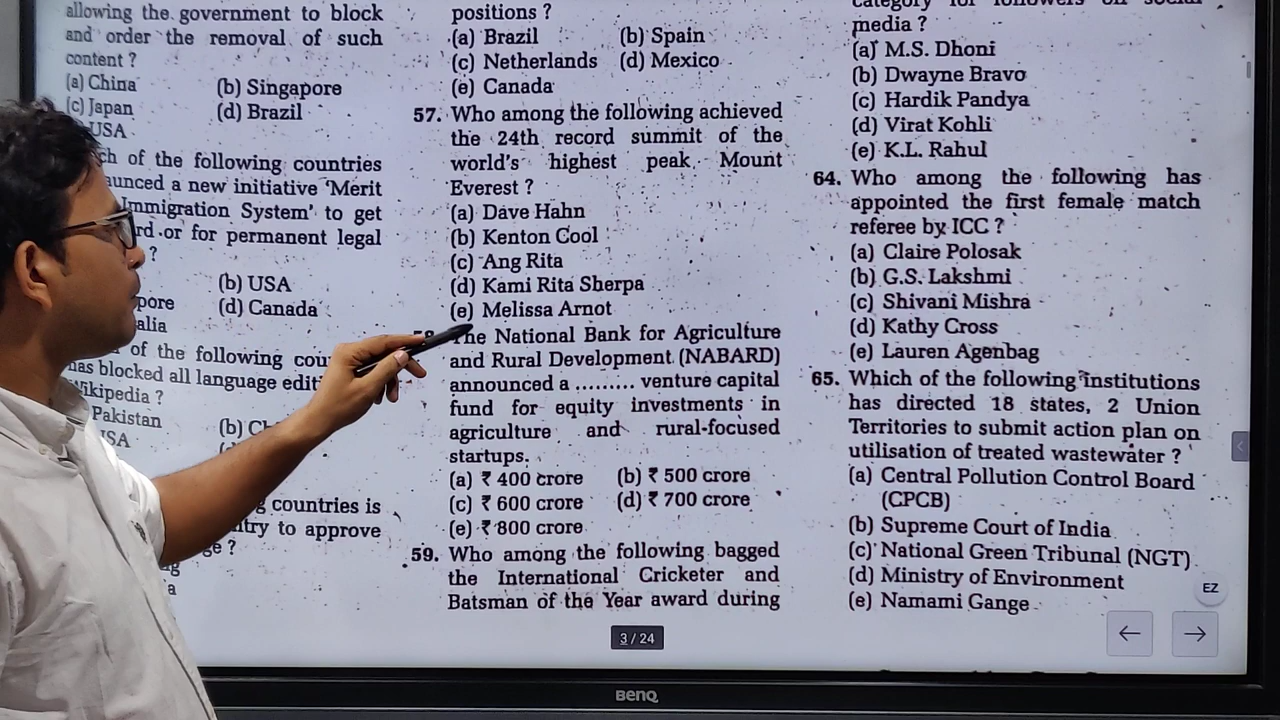 allowing the government to block
and order the removal of such
content ?
(a) China (b) Singapore
(c) Japan (d) Brazil
USA
of the following countries
a new initiative 'Merit
Immigration System' to get
or for permanent legal
?
(b) USA
(d) Canada
of the following
has blocked all language
Wikipedia ?
Pakistan (b)
countries is
to approve
?
positions ?
(a) Brazil (b) Spain
(c) Netherlands (d) Mexico
(e) Canada
57. Who among the following achieved
the 24th record summit of the
world's highest peak Mount
Everest ?
(a) Dave Hahn
(b) Kenton Cool
(c) Ang Rita
(d) Kami Rita Sherpa
(e) Melissa Arnot
The National Bank for Agriculture
and Rural Development (NABARD)
announced a ......... venture capital
fund for equity investments in
agriculture and rural-focused
startups.
(a) ₹ 400 crore (b) ₹ 500 crore
(c) ₹ 600 crore (d) ₹ 700 crore
(e) ₹ 800 crore
59. Who among the following bagged
the International Cricketer and
Batsman of the Year award during
category for followers on social
media ?
(a) M.S. Dhoni
(b) Dwayne Bravo
(c) Hardik Pandya
(d) Virat Kohli
(e) K.L. Rahul
64. Who among the following has
appointed the first female match
referee by ICC ?
(a) Claire Polosak
(b) G.S. Lakshmi
(c) Shivani Mishra
(d) Kathy Cross
(e) Lauren Agenbag
65. Which of the following institutions
has directed 18 states, 2 Union
Territories to submit action plan on
utilisation of treated wastewater ?
(a) Central Pollution Control Board
(CPCB)
(b) Supreme Court of India
(c) National Green Tribunal (NGT)
(d) Ministry of Environment
(e) Namami Gange
EZ
3 / 24
BenQ